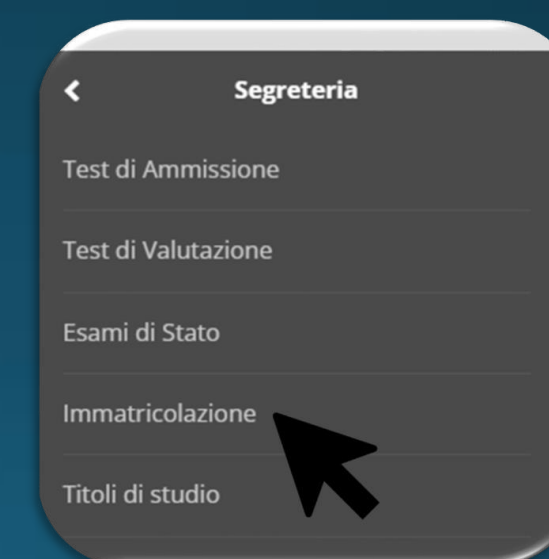 Segreteria
Test di Ammissione
Test di Valutazione
Esami di Stato
Immatricolazione
Titoli di studio